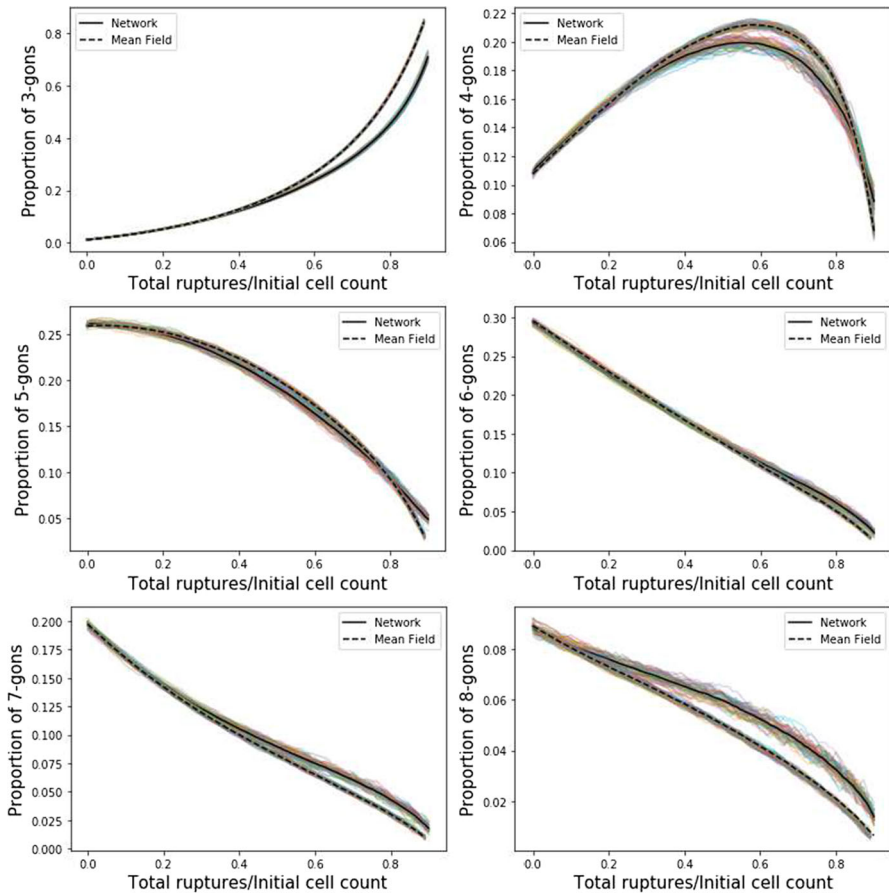 Proportion of 3-gons
0.8
0.6
0.4
0.2
0.0
Network
Mean Field
0.0 0.2 0.4 0.6 0.8
Total ruptures/Initial cell count
Proportion of 4-gons
0.22
0.20
0.18
0.16
0.14
0.12
0.10
0.08
0.06
Network
Mean Field
0.0 0.2 0.4 0.6 0.8
Total ruptures/Initial cell count
Proportion of 5-gons
0.25
0.20
0.15
0.10
0.05
Network
Mean Field
0.0 0.2 0.4 0.6 0.8
Total ruptures/Initial cell count
Proportion of 6-gons
0.30
0.25
0.20
0.15
0.10
0.05
0.00
Network
Mean Field
0.0 0.2 0.4 0.6 0.8
Total ruptures/Initial cell count
Proportion of 7-gons
0.200
0.175
0.150
0.125
0.100
0.075
0.050
0.025
0.000
Network
Mean Field
0.0 0.2 0.4 0.6 0.8
Total ruptures/Initial cell count
Proportion of 8-gons
0.08
0.06
0.04
0.02
Network
Mean Field
0.0 0.2 0.4 0.6 0.8
Total ruptures/Initial cell count